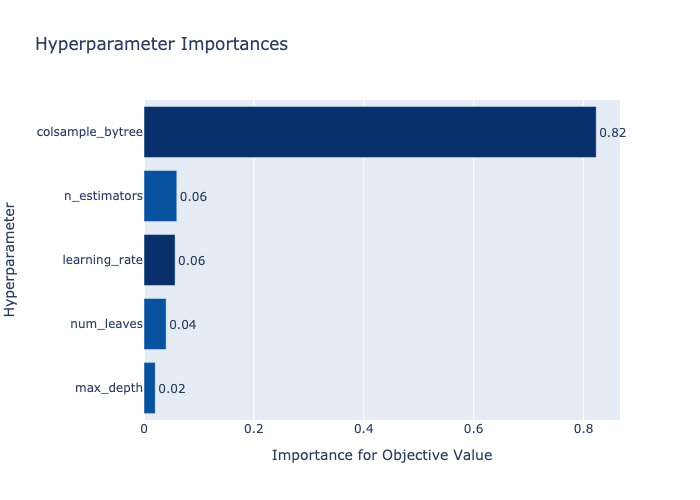 Hyperparameter Importances
Hyperparameter
colsample_bytree 0.82
n_estimators 0.06
learning_rate 0.06
num_leaves 0.04
max_depth 0.02
0 0.2 0.4 0.6 0.8
Importance for Objective Value